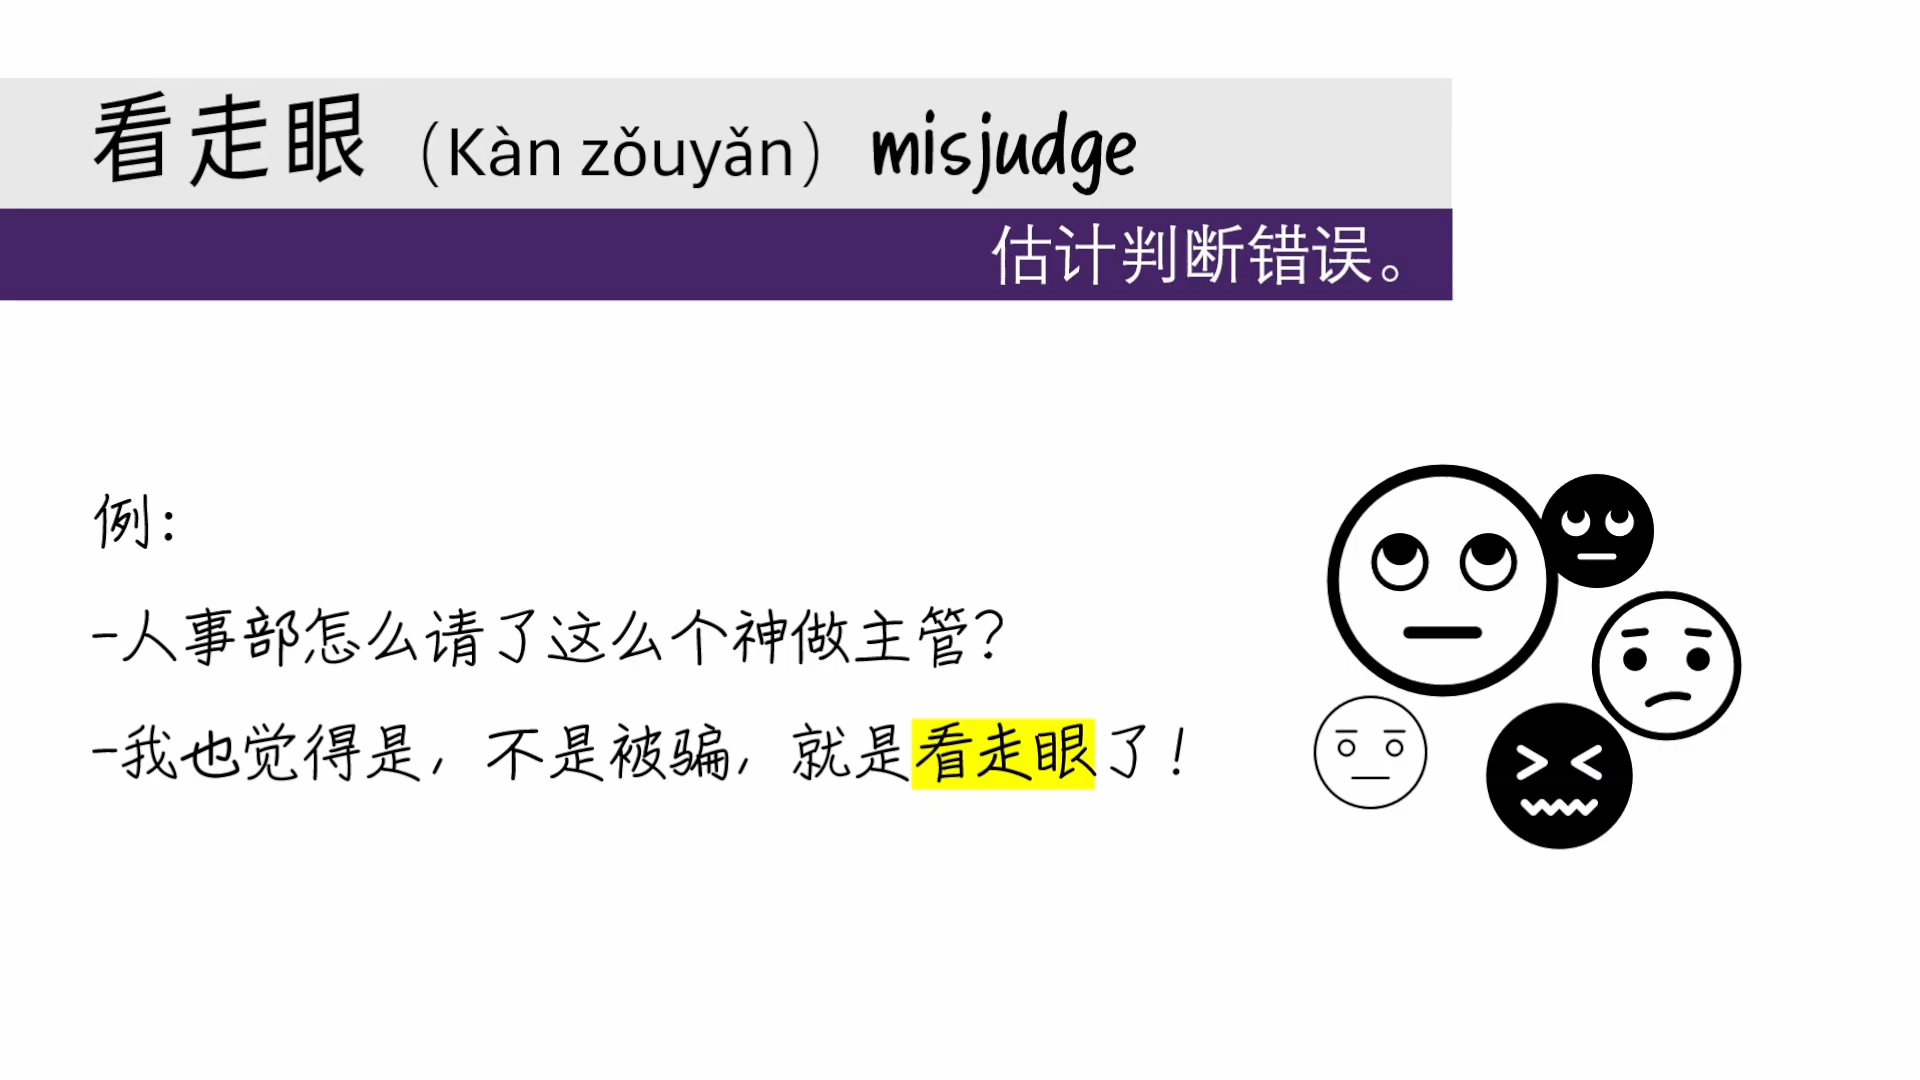 看走眼（Kàn zǒuyǎn）misjudge
估计判断错误。
例：
-人事部怎么请了这么个神做主管？
-我也觉得是，不是被骗，就是看走眼了！